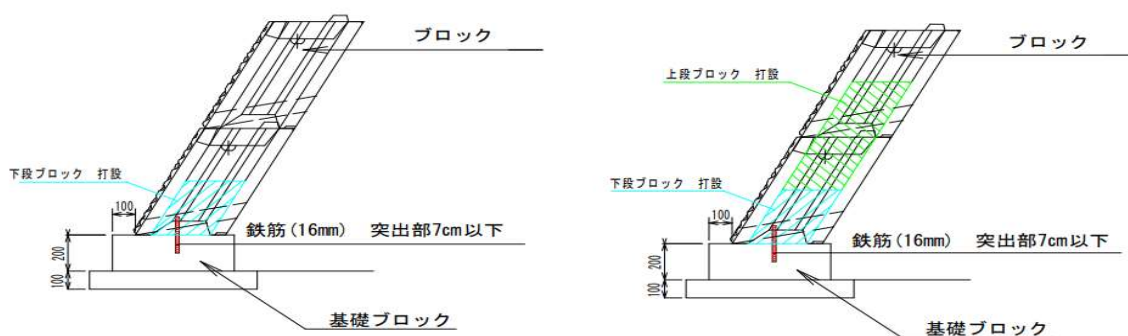 ブロック
下段ブロック 打設
100
200
100
鉄筋(16mm) 突出部7cm以下
基礎ブロック
ブロック
上段ブロック 打設
下段ブロック 打設
100
200
100
鉄筋(16mm) 突出部7cm以下
基礎ブロック